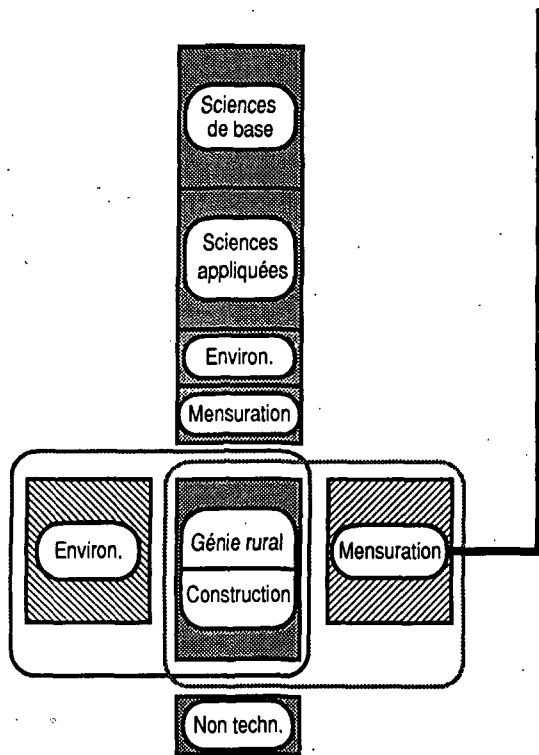 Sciences
de base
Sciences
appliquées
Environ.
Mensuration
Environ.
Génie rural
Construction
Mensuration
Non techn.